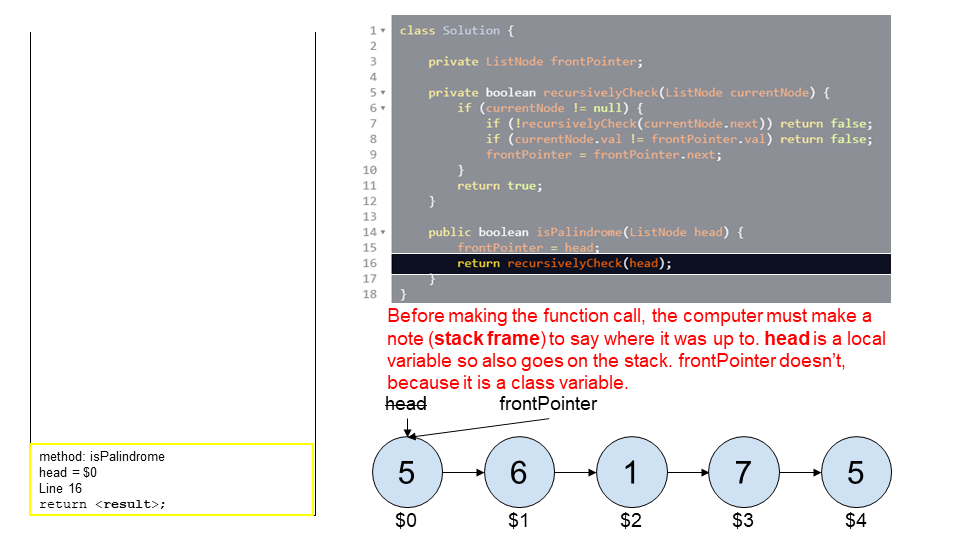 1 class Solution {
2
3 private ListNode frontPointer;
4
5 private boolean recursivelyCheck(ListNode currentNode) {
6 if (currentNode != null) {
7 if (!recursivelyCheck(currentNode.next)) return false;
8 if (currentNode.val != frontPointer.val) return false;
9 frontPointer = frontPointer.next;
10 }
11 return true;
12 }
13
14 public boolean isPalindrome(ListNode head) {
15 frontPointer = head;
16 return recursivelyCheck(head);
17 }
18 }
Before making the function call, the computer must make a
note (stack frame) to say where it was up to. head is a local
variable so also goes on the stack. frontPointer doesn’t,
because it is a class variable.
head frontPointer
5 6 1 7 5
$0 $1 $2 $3 $4
method: isPalindrome
head = $0
Line 16
return <result>;